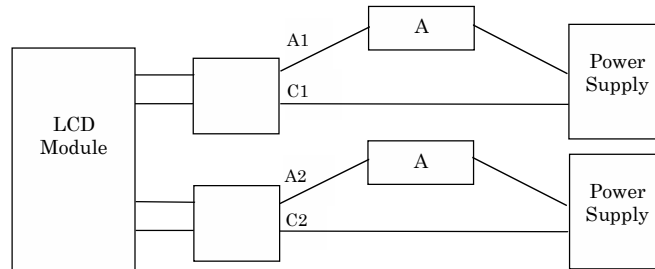 A1
A
C1
Power
Supply
LCD
Module
A2
A
C2
Power
Supply